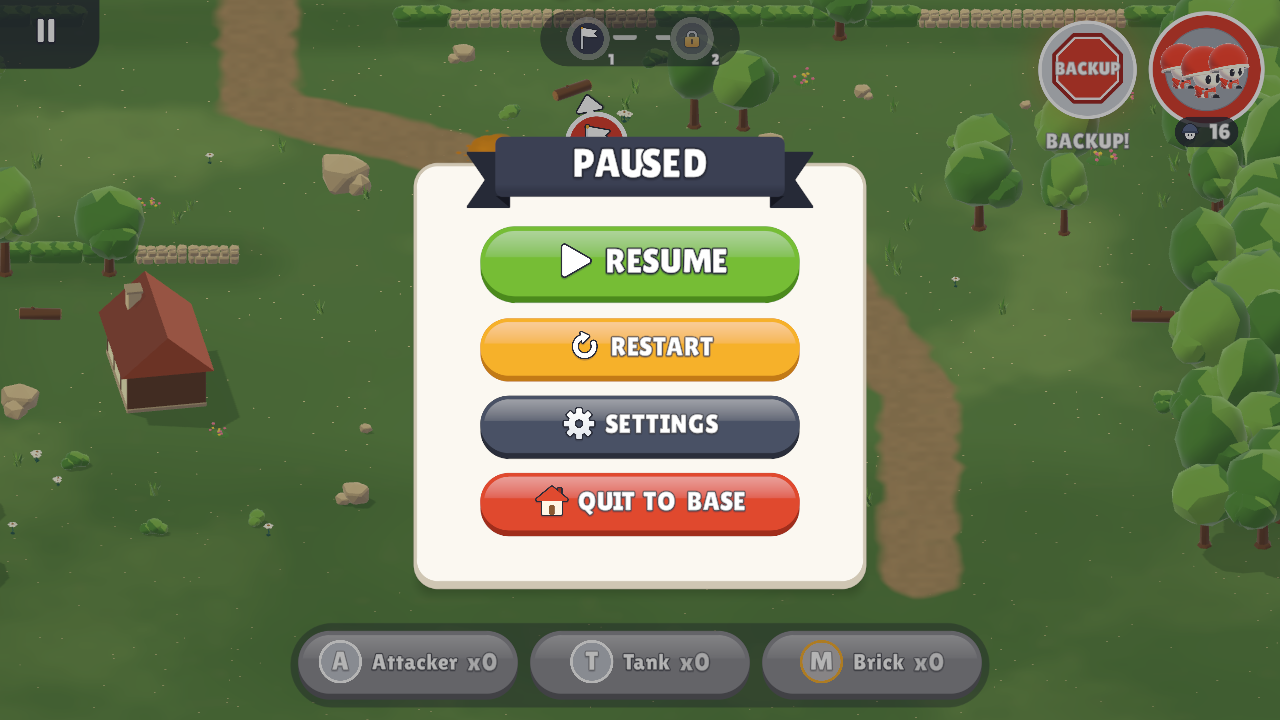 1
2
BACKUP
BACKUP!
16
PAUSED
RESUME
RESTART
SETTINGS
QUIT TO BASE
A Attacker x0
T Tank x0
M Brick x0